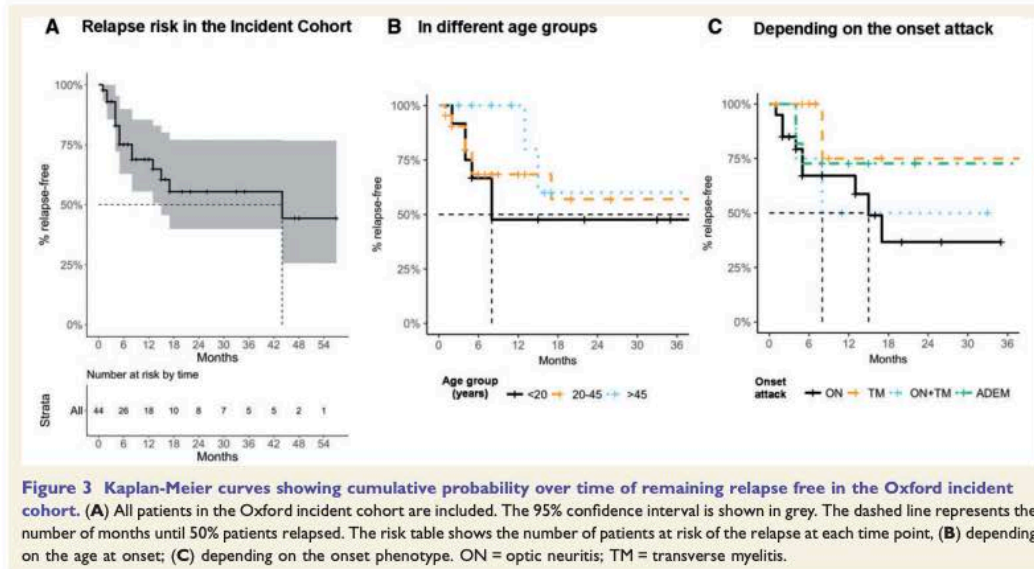 A Relapse risk in the Incident Cohort
100%
75%
50%
25%
0%
% relapse-free
0 6 12 18 24 30 36 42 48 54
Months
Number at risk by time
Strata
All 44 26 18 10 8 7 5 5 2 1
0 6 12 18 24 30 36 42 48 54
Months
B In different age groups
100%
75%
50%
25%
0%
% relapse-free
0 6 12 18 24 30 36
Months
Age group
(years)
<20 20-45 >45
C Depending on the onset attack
100%
75%
50%
25%
0%
% relapse-free
0 6 12 18 24 30 36
Months
Onset
attack
ON TM ON+TM ADEM
Figure 3 Kaplan-Meier curves showing cumulative probability over time of remaining relapse free in the Oxford incident
cohort. (A) All patients in the Oxford incident cohort are included. The 95% confidence interval is shown in grey. The dashed line represents the
number of months until 50% patients relapsed. The risk table shows the number of patients at risk of the relapse at each time point, (B) depending
on the age at onset; (C) depending on the onset phenotype. ON = optic neuritis; TM = transverse myelitis.